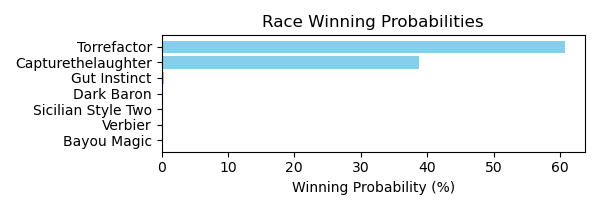 Race Winning Probabilities
Torrefactor
Capturethelaughter
Gut Instinct
Dark Baron
Sicilian Style Two
Verbier
Bayou Magic
0 10 20 30 40 50 60
Winning Probability (%)